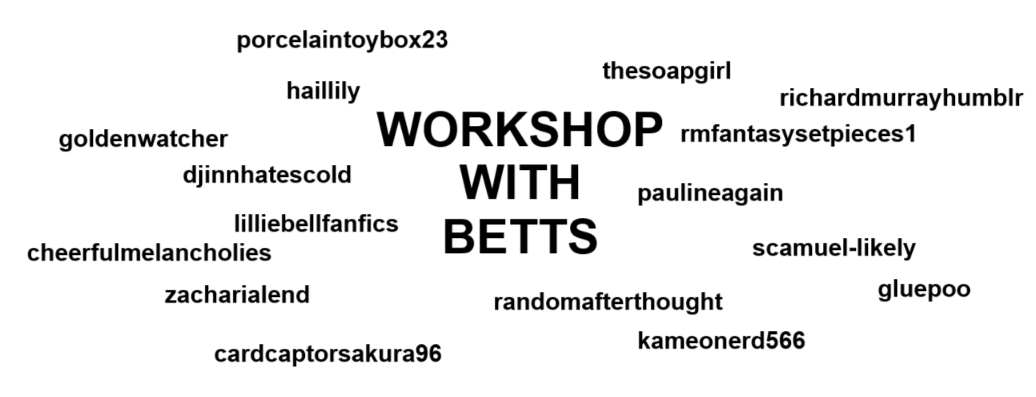 porcelaintoybox23
thesoapgirl
haillily
richardmurrayhumblr
WORKSHOP
rmfantasysetpieces1
goldenwatcher
djinnhatescold
WITH
paulineagain
lilliebellfanfics
BETTS
cheerfulmelancholies
scamuel-likely
gluepoo
zacharialend
randomafterthought
kameonerd566
cardcaptorsakura96